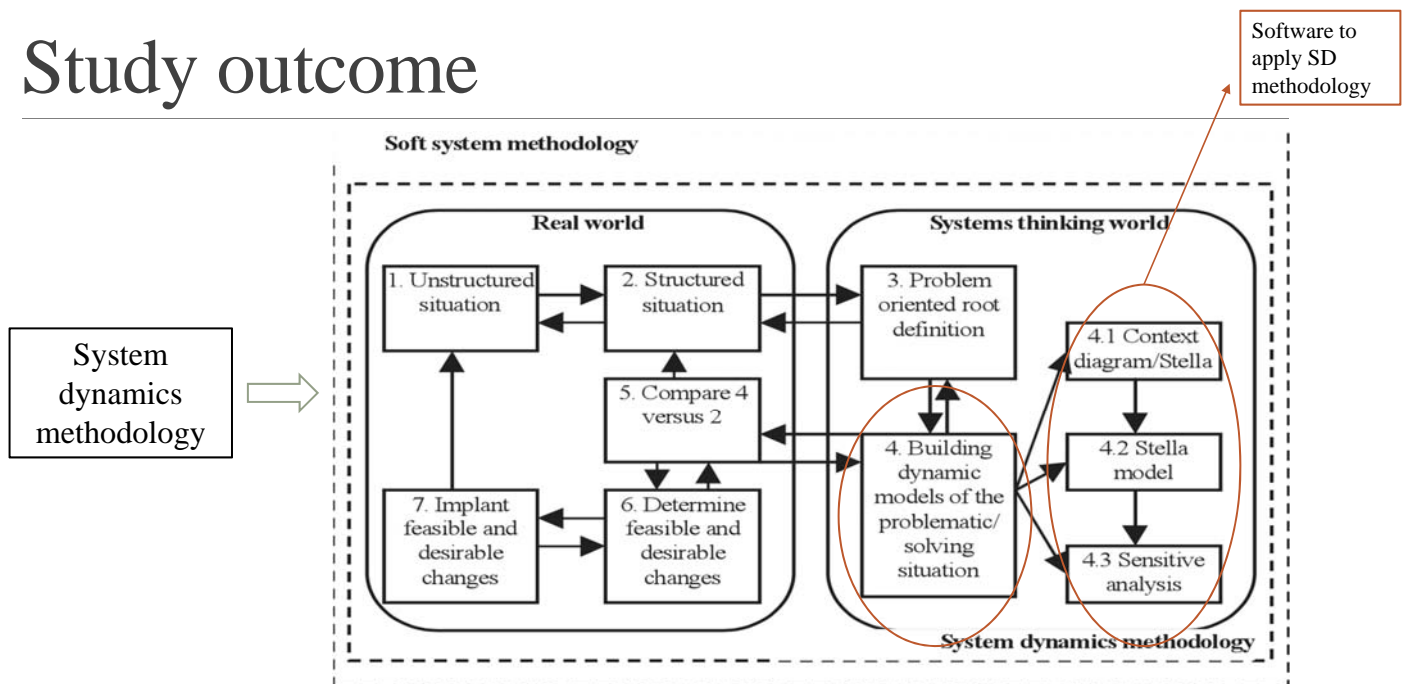 Study outcome
Software to
apply SD
methodology
Soft system methodology
Real world
Systems thinking world
1. Unstructured
situation
2. Structured
situation
3. Problem
oriented root
definition
4.1 Context
diagram/Stella
System
dynamics
methodology
5. Compare 4
versus 2
4. Building
dynamic
models of the
problematic/
solving
situation
4.2 Stella
model
7. Implant
feasible and
desirable
changes
6. Determine
feasible and
desirable
changes
4.3 Sensitive
analysis
System dynamics methodology